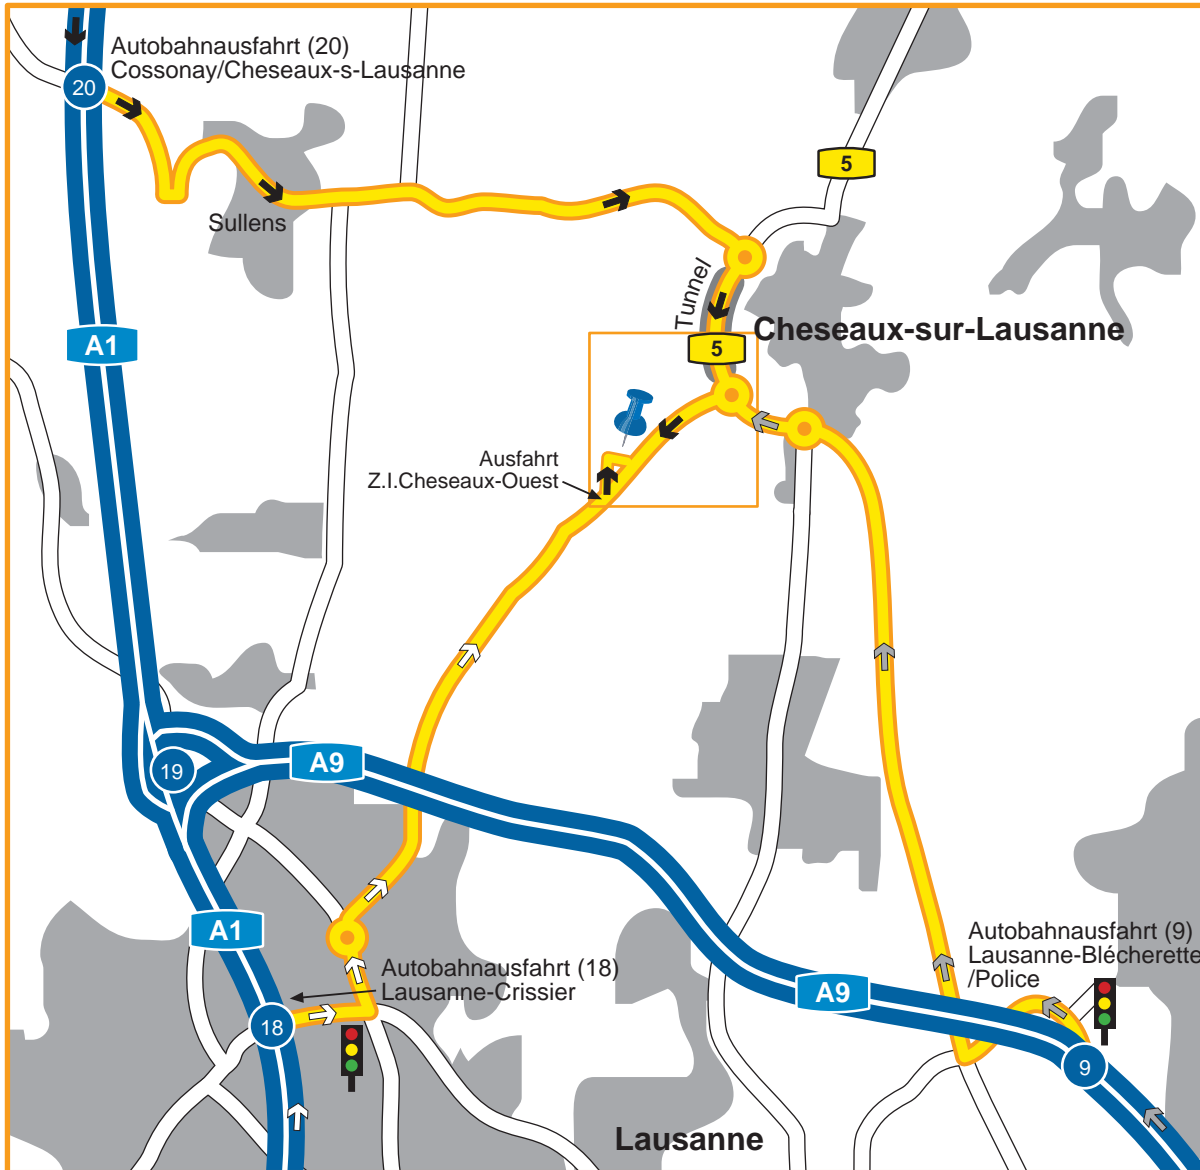 Autobahnausfahrt (20)
Cossonay/Cheseaux-s-Lausanne
20
5
Sullens
Tunnel
Cheseaux-sur-Lausanne
5
A1
Ausfahrt
Z.I.Cheseaux-Ouest
19
A9
A1
Autobahnausfahrt (9)
Lausanne-Blécherette
/Police
Autobahnausfahrt (18)
Lausanne-Crissier
A9
18
9
Lausanne